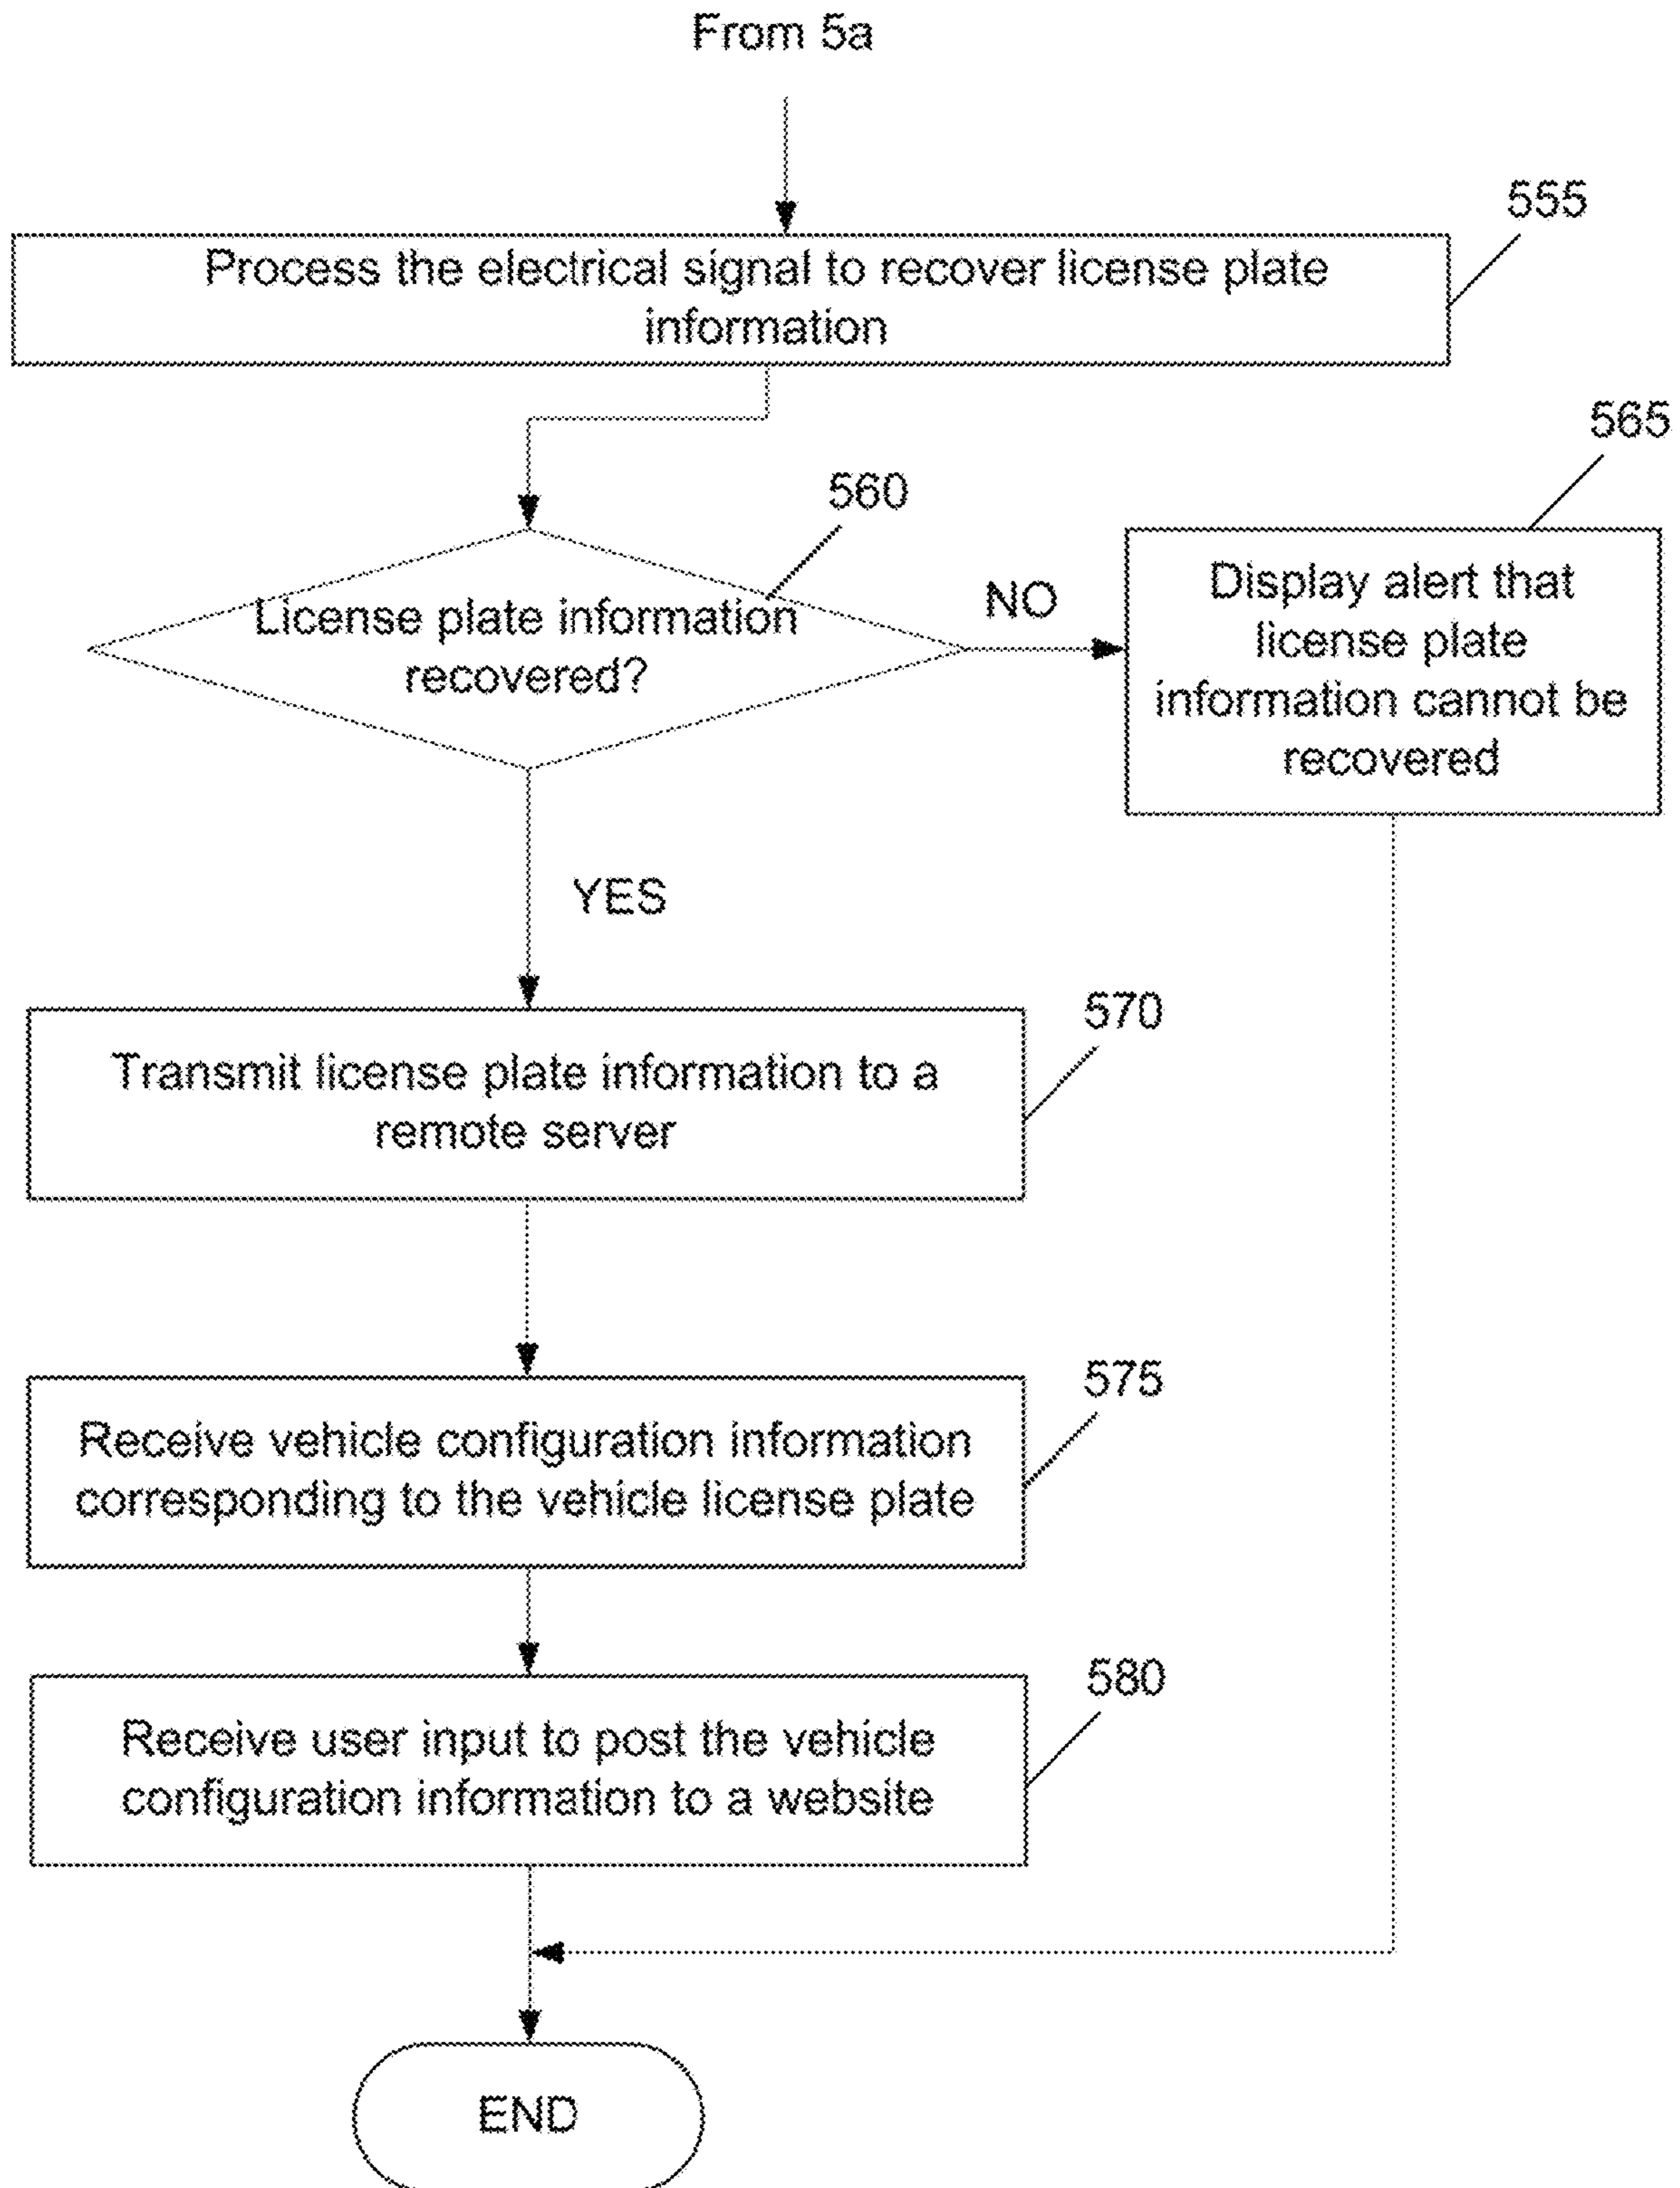 From 5a
555
Process the electrical signal to recover license plate
information
565
560
License plate information
recovered?
NO
Display alert that
license plate
information cannot be
recovered
YES
570
Transmit license plate information to a
remote server
575
Receive vehicle configuration information
corresponding to the vehicle license plate
580
Receive user input to post the vehicle
configuration information to a website
END